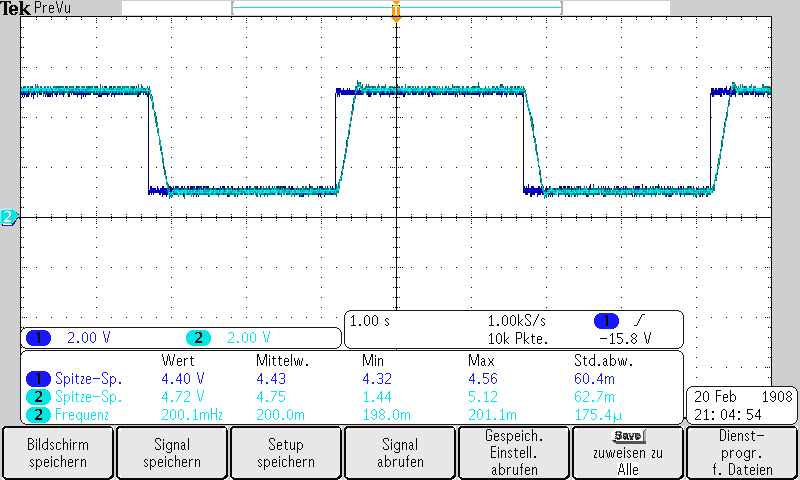 Tek PreVu
T
2
1 2.00 V 2 2.00 V
1.00 s 1.00kS/s 1
10k Pkte. −15.8 V
Wert Mittelw. Min Max Std.abw.
1 Spitze-Sp. 4.40 V 4.43 4.32 4.56 60.4m
2 Spitze-Sp. 4.72 V 4.75 1.44 5.12 62.7m
2 Frequenz 200.1mHz 200.0m 198.0m 201.1m 175.4µ
20 Feb 1908
21:04:54
Bildschirm
speichern
Signal
speichern
Setup
speichern
Signal
abrufen
Gespeich.
Einstell.
abrufen
Save
zuweisen zu
Alle
Dienst-
progr.
f. Dateien